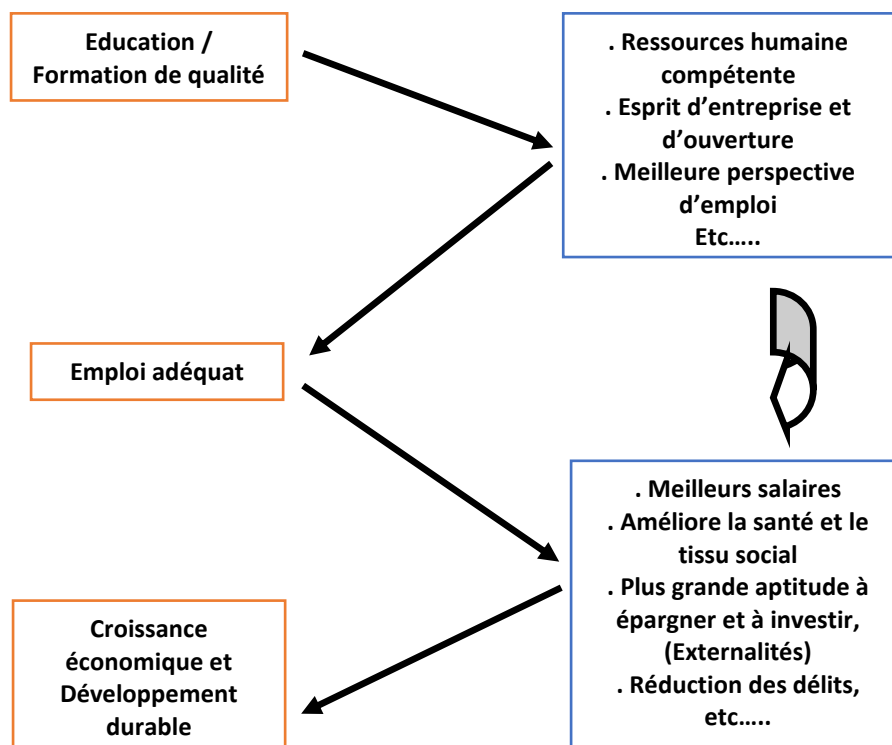 Education /
Formation de qualité
. Ressources humaine
compétente
. Esprit d’entreprise et
d’ouverture
. Meilleure perspective
d’emploi
Etc…..
Emploi adéquat
. Meilleurs salaires
. Améliore la santé et le
tissu social
. Plus grande aptitude à
épargner et à investir,
(Externalités)
. Réduction des délits,
etc…..
Croissance
économique et
Développement
durable